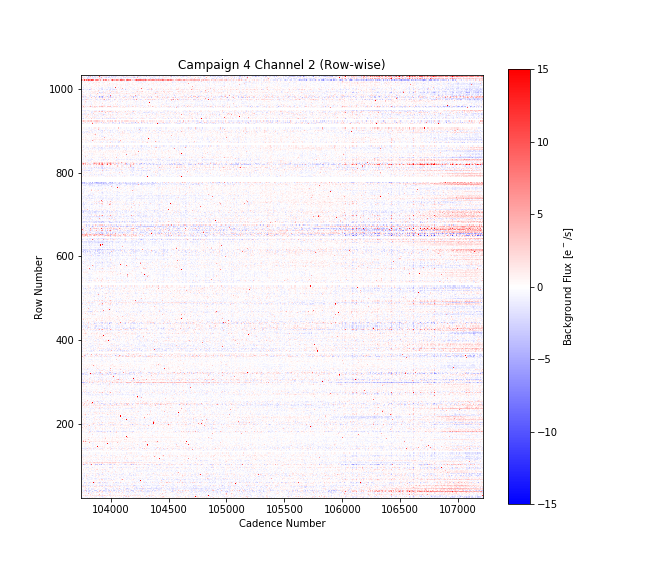 Campaign 4 Channel 2 (Row-wise)
1000
800
600
400
200
Row Number
104000 104500 105000 105500 106000 106500 107000
Cadence Number
15
10
5
0
−5
−10
−15
Background Flux [e⁻/s]